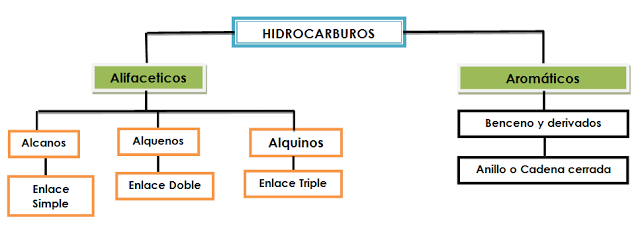 HIDROCARBUROS
Alifaceticos
Aromáticos
Alcanos
Alquenos
Alquinos
Benceno y derivados
Enlace
Simple
Enlace Doble
Enlace Triple
Anillo o Cadena cerrada